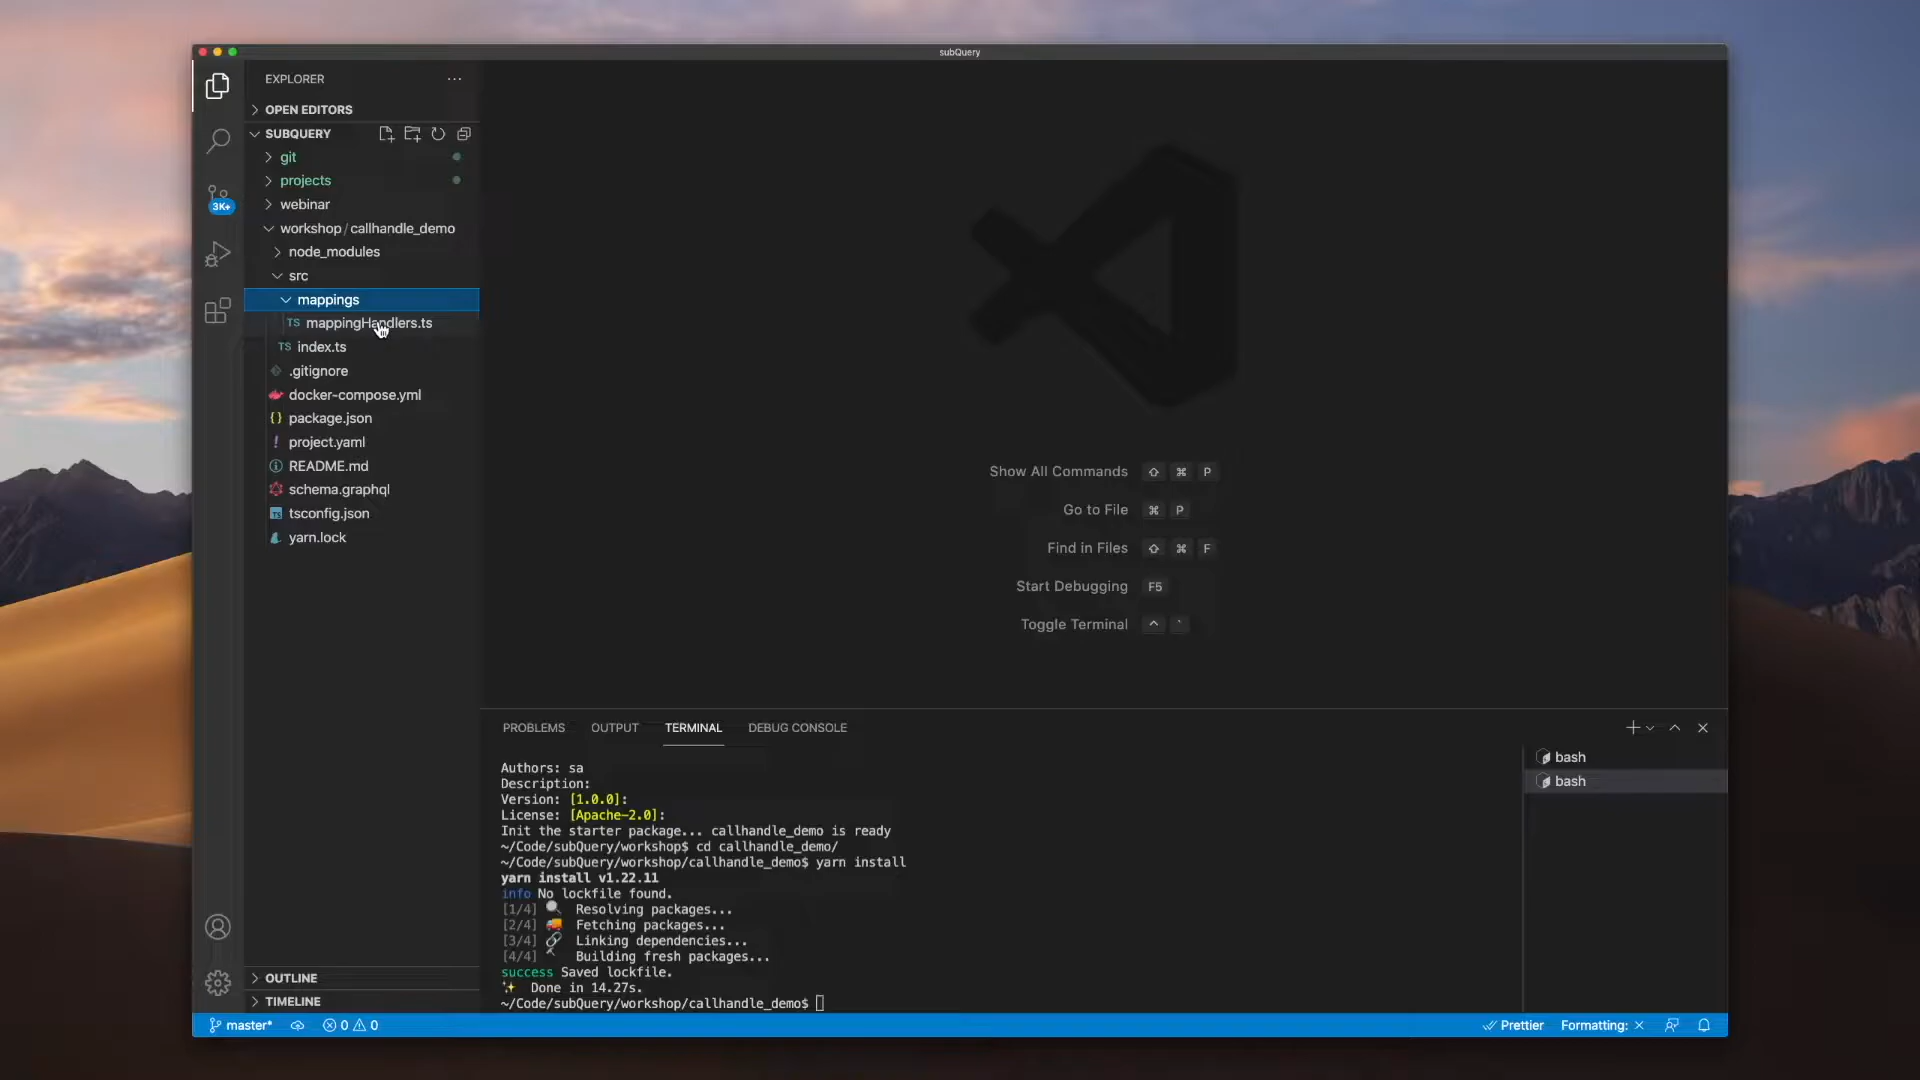 subQuery
EXPLORER
OPEN EDITORS
SUBQUERY
git
projects
webinar
workshop / callhandle_demo
node_modules
src
mappings
TS mappingHandlers.ts
TS index.ts
.gitignore
docker-compose.yml
{} package.json
! project.yaml
README.md
schema.graphql
TS tsconfig.json
yarn.lock
3K+
OUTLINE
TIMELINE
Show All Commands ⇧ ⌘ P
Go to File ⌘ P
Find in Files ⇧ ⌘ F
Start Debugging F5
Toggle Terminal ^ `
PROBLEMS OUTPUT TERMINAL DEBUG CONSOLE
Authors: sa
Description:
Version: [1.0.0]:
License: [Apache-2.0]:
Init the starter package... callhandle_demo is ready
~/Code/subQuery/workshop$ cd callhandle_demo/
~/Code/subQuery/workshop/callhandle_demo$ yarn install
yarn install v1.22.11
info No lockfile found.
[1/4] 🔍 Resolving packages...
[2/4] 🚚 Fetching packages...
[3/4] 🔗 Linking dependencies...
[4/4] 🔨 Building fresh packages...
success Saved lockfile.
✨ Done in 14.27s.
~/Code/subQuery/workshop/callhandle_demo$
bash
bash
master* 0 0
Prettier Formatting: ×